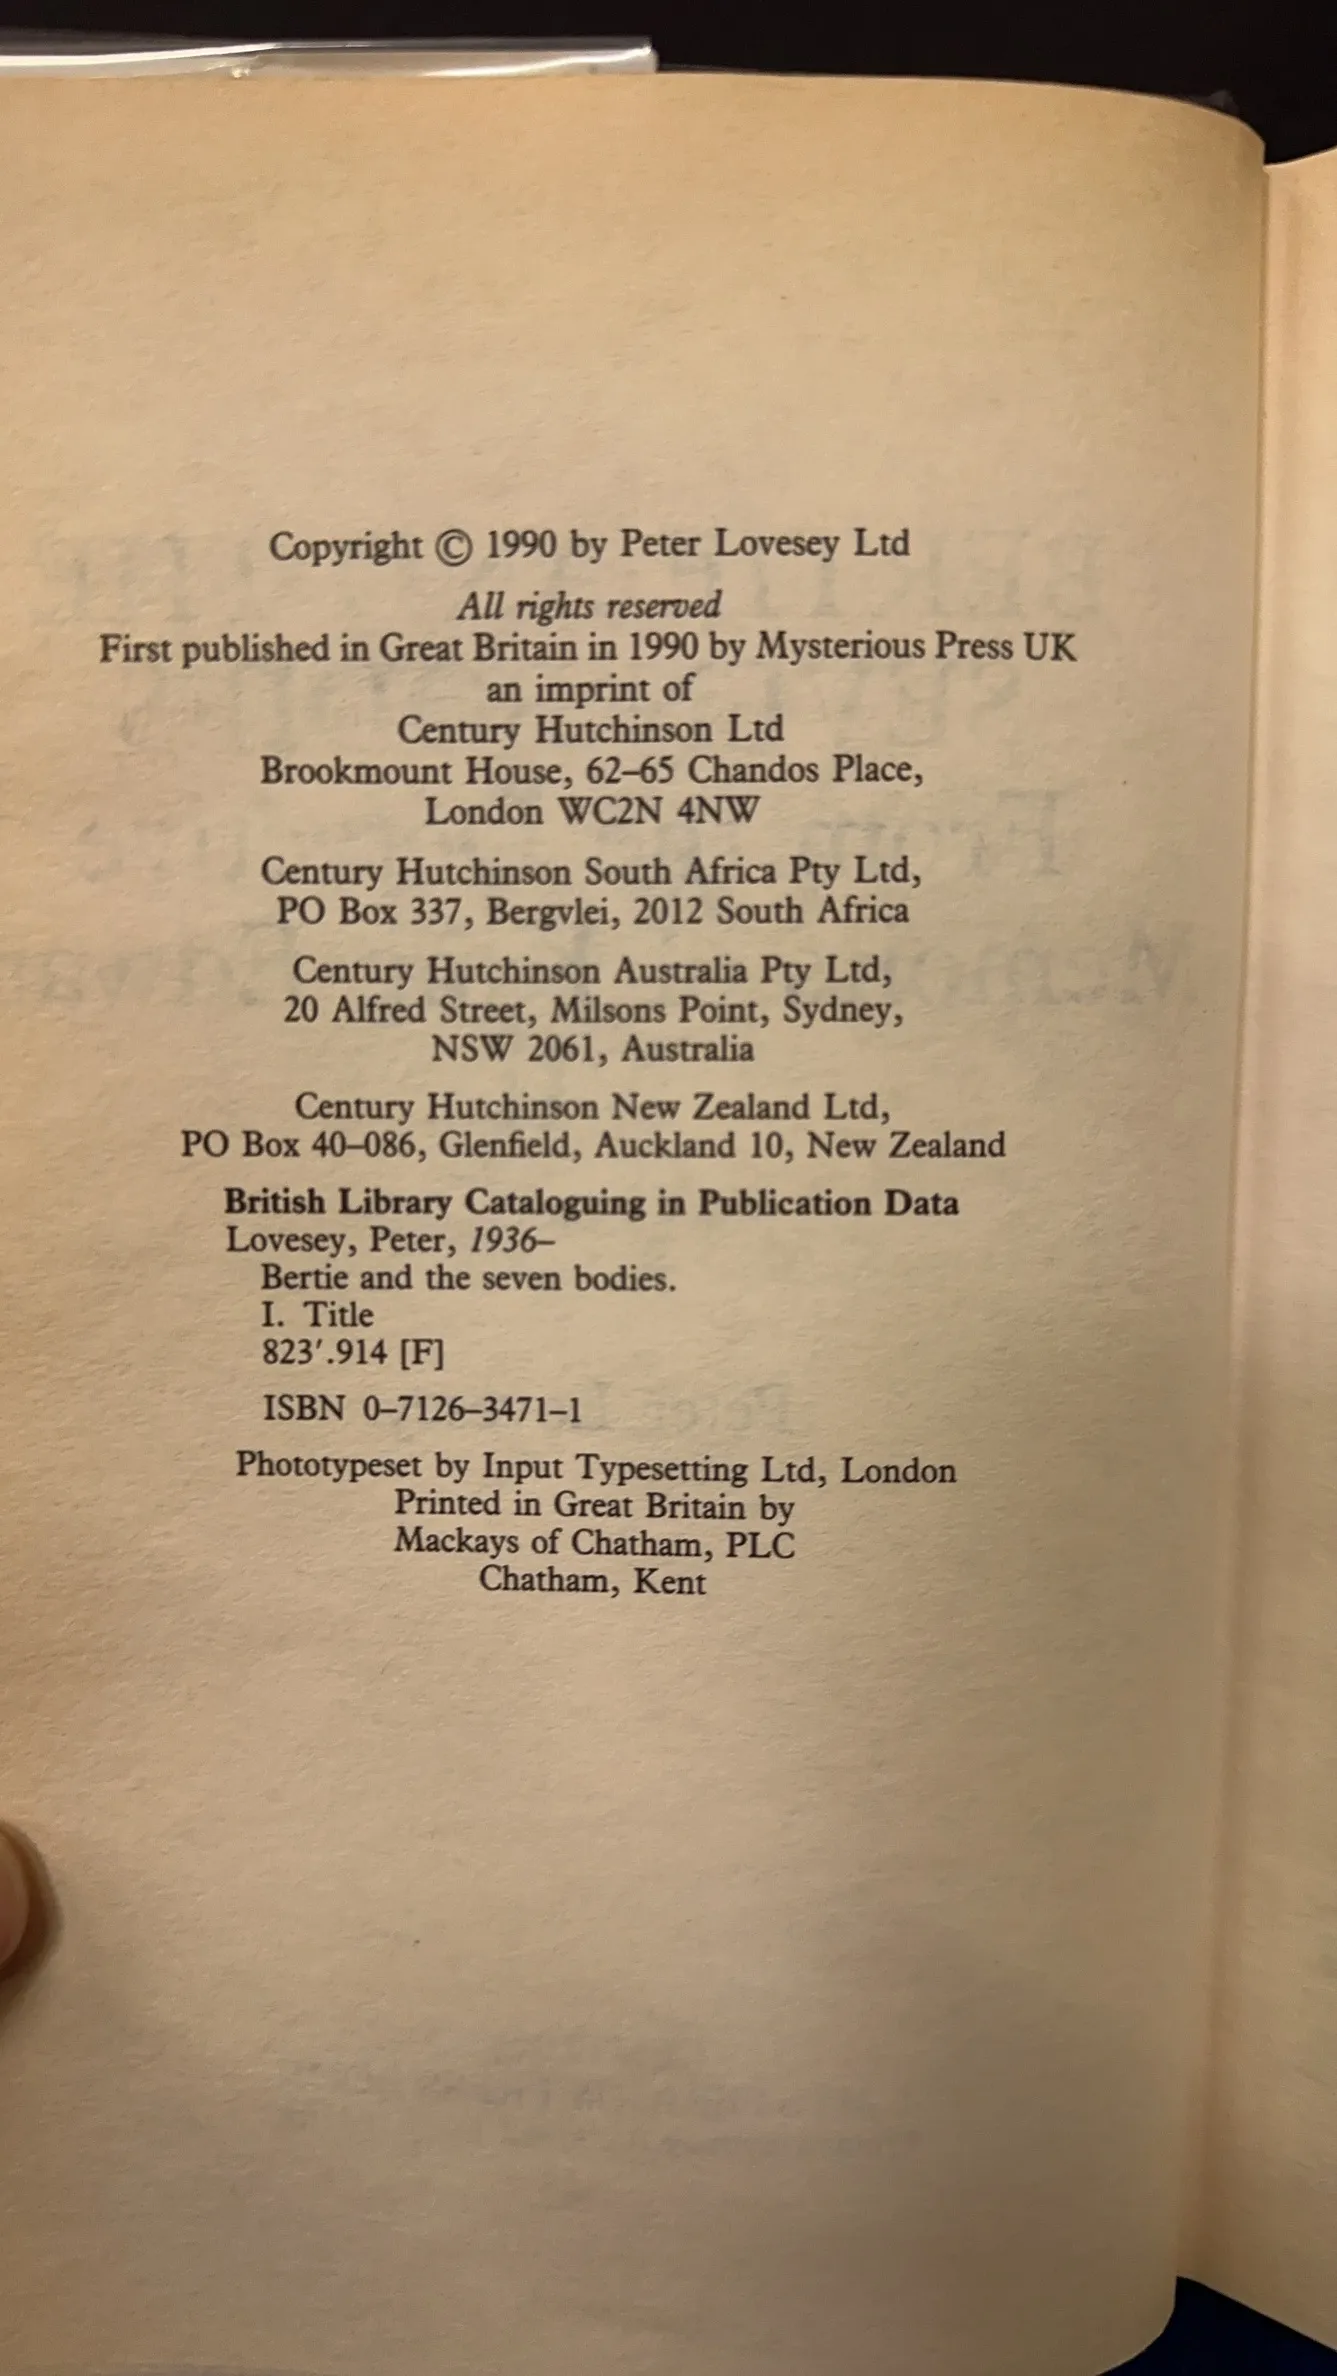 Copyright © 1990 by Peter Lovesey Ltd
All rights reserved
First published in Great Britain in 1990 by Mysterious Press UK
an imprint of
Century Hutchinson Ltd
Brookmount House, 62–65 Chandos Place,
London WC2N 4NW
Century Hutchinson South Africa Pty Ltd,
PO Box 337, Bergvlei, 2012 South Africa
Century Hutchinson Australia Pty Ltd,
20 Alfred Street, Milsons Point, Sydney,
NSW 2061, Australia
Century Hutchinson New Zealand Ltd,
PO Box 40–086, Glenfield, Auckland 10, New Zealand
British Library Cataloguing in Publication Data
Lovesey, Peter, 1936–
Bertie and the seven bodies.
I. Title
823′.914 [F]
ISBN 0–7126–3471–1
Phototypeset by Input Typesetting Ltd, London
Printed in Great Britain by
Mackays of Chatham, PLC
Chatham, Kent